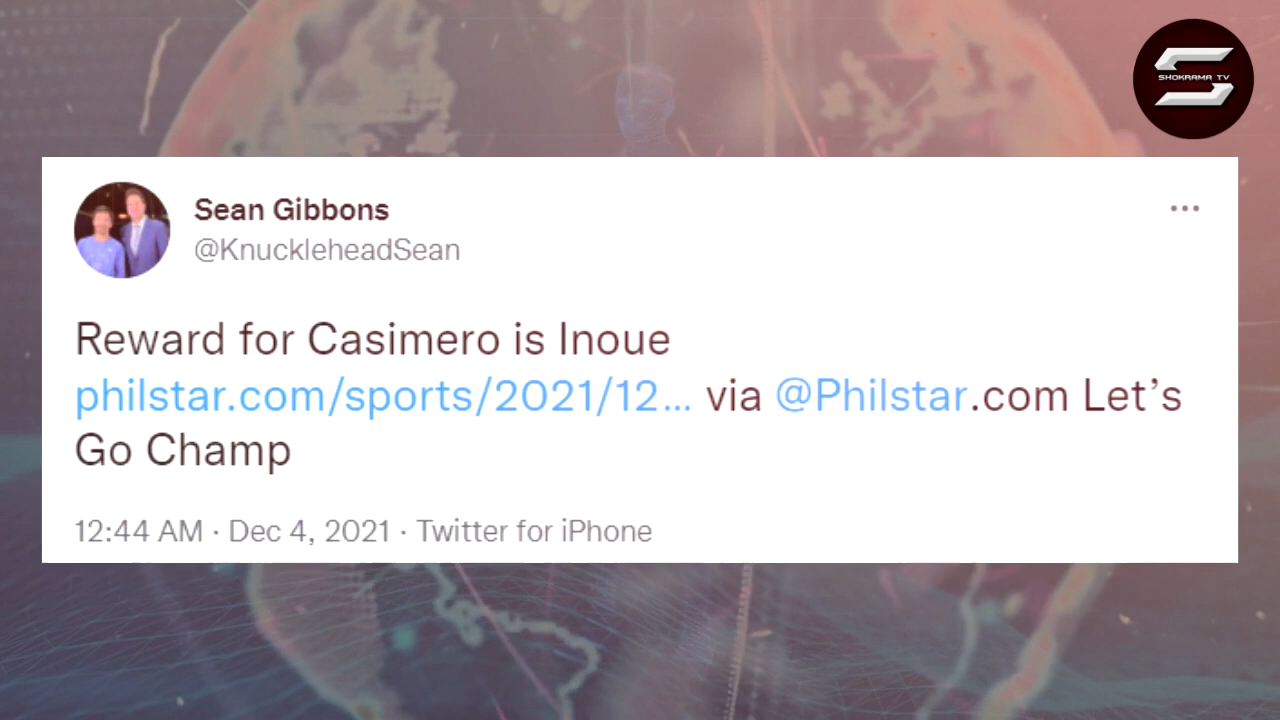 SHOKRAMA TV
Sean Gibbons
@KnuckleheadSean
Reward for Casimero is Inoue
philstar.com/sports/2021/12... via @Philstar.com Let’s
Go Champ
12:44 AM · Dec 4, 2021 · Twitter for iPhone